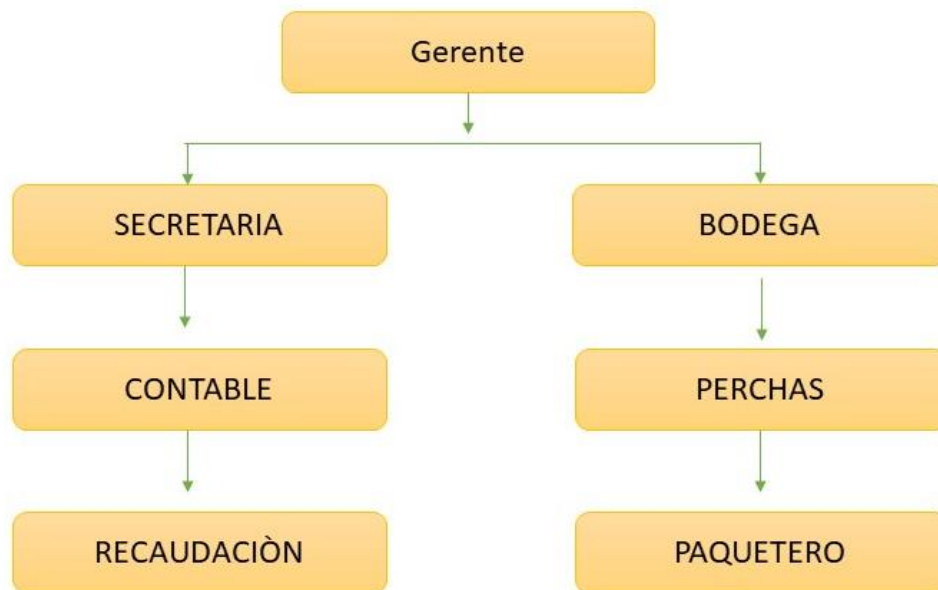 Gerente
SECRETARIA
BODEGA
CONTABLE
PERCHAS
RECAUDACIÒN
PAQUETERO